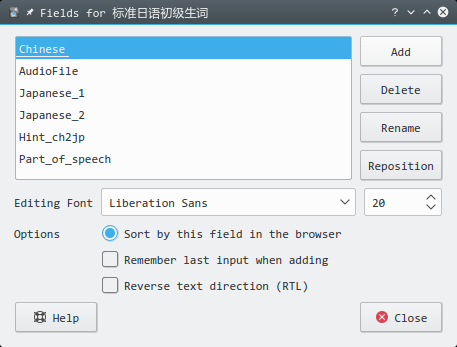 Fields for 标准日语初级生词
Chinese
Add
AudioFile
Japanese_1
Delete
Japanese_2
Hint_ch2jp
Rename
Part_of_speech
Reposition
Editing Font Liberation Sans 20
Options Sort by this field in the browser
Remember last input when adding
Reverse text direction (RTL)
Help Close